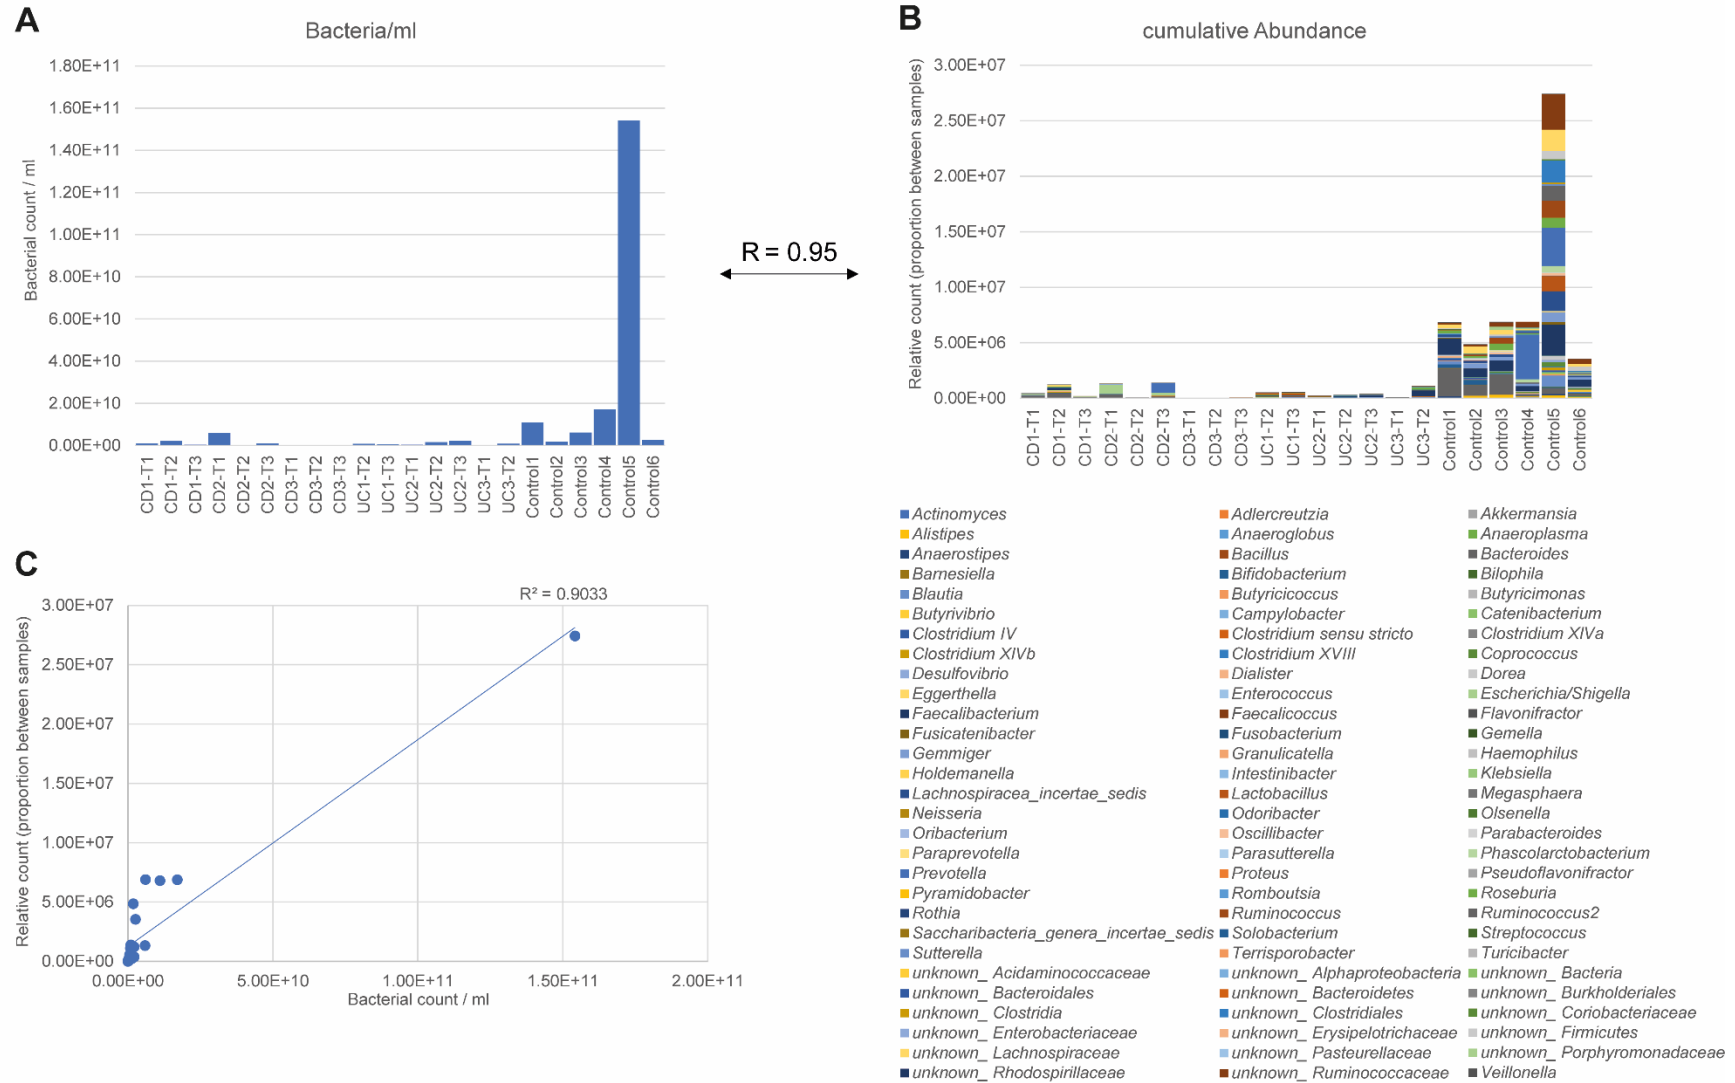 A
Bacteria/ml
Bacterial count / ml
1.80E+11
1.60E+11
1.40E+11
1.20E+11
1.00E+11
8.00E+10
6.00E+10
4.00E+10
2.00E+10
0.00E+00
CD1-T1
CD1-T2
CD1-T3
CD2-T1
CD2-T2
CD2-T3
CD3-T1
CD3-T2
CD3-T3
UC1-T2
UC1-T3
UC2-T1
UC2-T2
UC2-T3
UC3-T1
UC3-T2
Control1
Control2
Control3
Control4
Control5
Control6
R = 0.95
B
cumulative Abundance
Relative count (proportion between samples)
3.00E+07
2.50E+07
2.00E+07
1.50E+07
1.00E+07
5.00E+06
0.00E+00
CD1-T1
CD1-T2
CD1-T3
CD2-T1
CD2-T2
CD2-T3
CD3-T1
CD3-T2
CD3-T3
UC1-T2
UC1-T3
UC2-T1
UC2-T2
UC2-T3
UC3-T1
UC3-T2
Control1
Control2
Control3
Control4
Control5
Control6
Actinomyces Adlercreutzia Akkermansia
Alistipes Anaeroglobus Anaeroplasma
Anaerostipes Bacillus Bacteroides
Barnesiella Bifidobacterium Bilophila
Blautia Butyricicoccus Butyricimonas
Butyrivibrio Campylobacter Catenibacterium
Clostridium IV Clostridium sensu stricto Clostridium XIVa
Clostridium XIVb Clostridium XVIII Coprococcus
Desulfovibrio Dialister Dorea
Eggerthella Enterococcus Escherichia/Shigella
Faecalibacterium Faecalicoccus Flavonifractor
Fusicatenibacter Fusobacterium Gemella
Gemmiger Granulicatella Haemophilus
Holdemanella Intestinibacter Klebsiella
Lachnospiracea_incertae_sedis Lactobacillus Megasphaera
Neisseria Odoribacter Olsenella
Oribacterium Oscillibacter Parabacteroides
Paraprevotella Parasutterella Phascolarctobacterium
Prevotella Proteus Pseudoflavonifractor
Pyramidobacter Romboutsia Roseburia
Rothia Ruminococcus Ruminococcus2
Saccharibacteria_genera_incertae_sedis Solobacterium Streptococcus
Sutterella Terrisporobacter Turicibacter
unknown_ Acidaminococcaceae unknown_ Alphaproteobacteria unknown_ Bacteria
unknown_ Bacteroidales unknown_ Bacteroidetes unknown_ Burkholderiales
unknown_ Clostridia unknown_ Clostridiales unknown_ Coriobacteriaceae
unknown_ Enterobacteriaceae unknown_ Erysipelotrichaceae unknown_ Firmicutes
unknown_ Lachnospiraceae unknown_ Pasteurellaceae unknown_ Porphyromonadaceae
unknown_ Rhodospirillaceae unknown_ Ruminococcaceae Veillonella
C
R² = 0.9033
Relative count (proportion between samples)
3.00E+07
2.50E+07
2.00E+07
1.50E+07
1.00E+07
5.00E+06
0.00E+00
0.00E+00 5.00E+10 1.00E+11 1.50E+11 2.00E+11
Bacterial count / ml